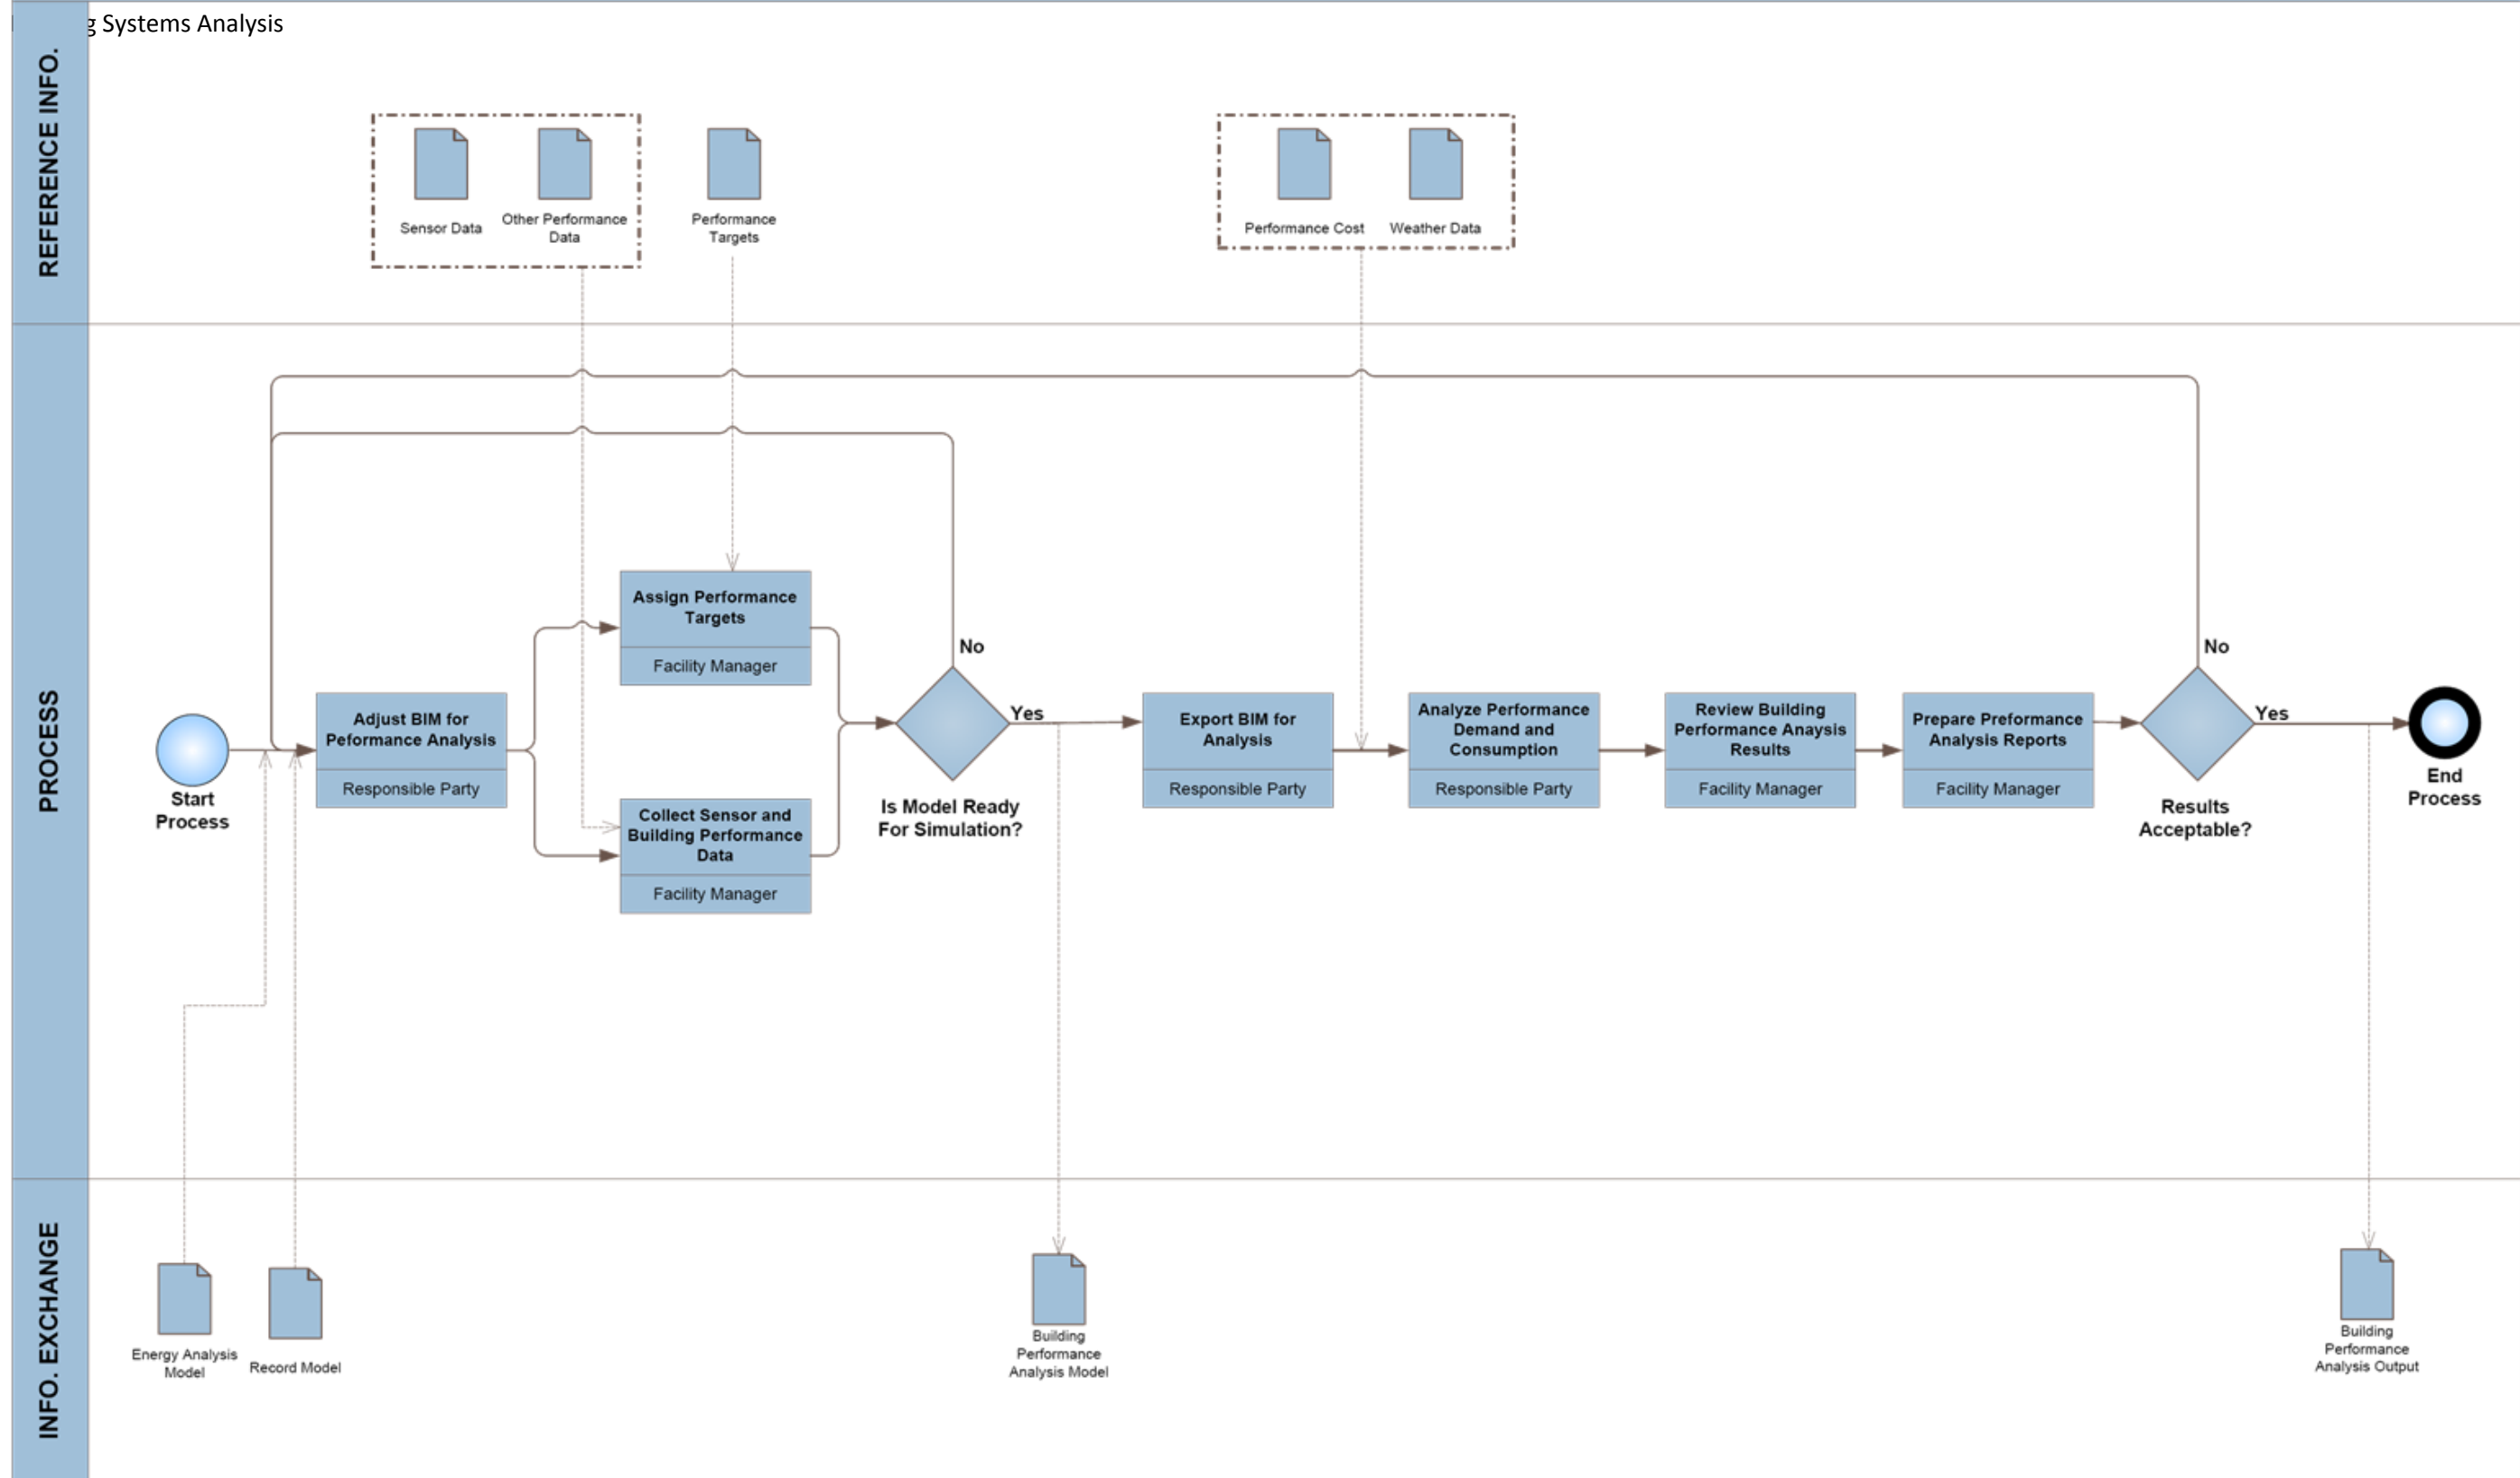 Systems Analysis
REFERENCE INFO.
Sensor Data
Other Performance
Data
Performance
Targets
Performance Cost
Weather Data
PROCESS
Start
Process
Adjust BIM for
Peformance Analysis
Responsible Party
Assign Performance
Targets
Facility Manager
Collect Sensor and
Building Performance
Data
Facility Manager
No
Yes
Is Model Ready
For Simulation?
Export BIM for
Analysis
Responsible Party
Analyze Performance
Demand and
Consumption
Responsible Party
Review Building
Performance Anaysis
Results
Facility Manager
Prepare Preformance
Analysis Reports
Facility Manager
No
Yes
Results
Acceptable?
End
Process
INFO. EXCHANGE
Energy Analysis
Model
Record Model
Building
Performance
Analysis Model
Building
Performance
Analysis Output